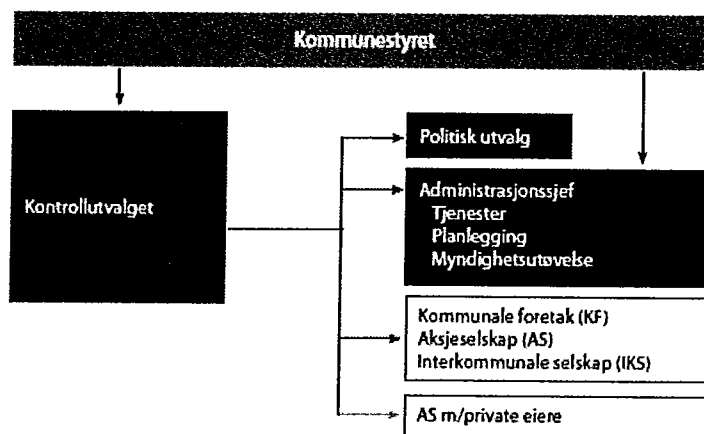 Kommunestyret
Kontrollutvalget
Politisk utvalg
Administrasjonssjef
Tjenester
Planlegging
Myndighetsutøvelse
Kommunale foretak (KF)
Aksjeselskap (AS)
Interkommunale selskap (IKS)
AS m/private eiere